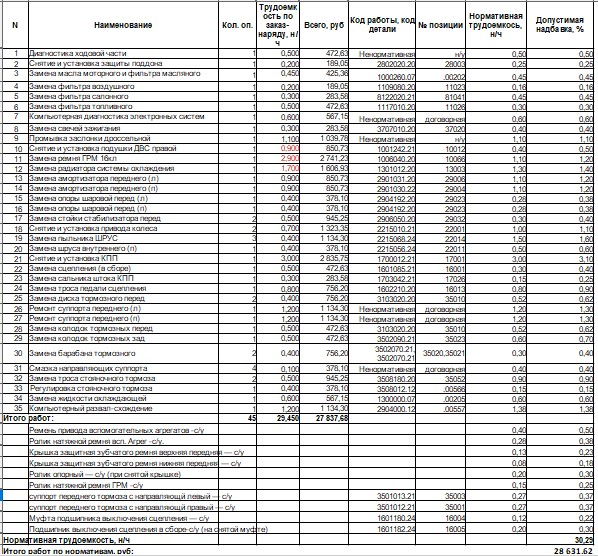 N Наименование Кол. оп. Трудоемкость по заказ-наряду, н/ч Всего, руб Код работы, код детали № позиции Нормативная трудоемкость, н/ч Допустимая надбавка, %
1 Диагностика ходовой части 1 0,500 472,63 Ненормативная н/у 0,50 0,50
2 Снятие и установка защиты поддона 1 0,200 189,05 2802020.20 28003 0,25 0,25
3 Замена масла моторного и фильтра масляного 1 0,450 425,36 1000260.07 .00202 0,45 0,45
4 Замена фильтра воздушного 1 0,200 189,05 1109080.20 11023 0,16 0,16
5 Замена фильтра салонного 1 0,300 283,58 8122020.21 81041 0,45 0,45
6 Замена фильтра топливного 1 0,500 472,63 1117010.20 11026 0,30 0,30
7 Компьютерная диагностика электронных систем 1 0,600 567,15 Ненормативная договорная 0,60 0,60
8 Замена свечей зажигания 1 0,300 283,58 3707010.20 37020 0,40 0,40
9 Промывка заслонки дроссельной 1 1,100 1 039,78 Ненормативная н/у 1,10 1,10
10 Снятие и установка подушки ДВС правой 1 0,900 850,73 1001242.21 10012 0,40 0,50
11 Замена ремня ГРМ 16кл 1 2,900 2 741,23 1006040.20 10066 1,10 1,20
12 Замена радиатора системы охлаждения 1 1,700 1 606,93 1301012.20 13003 1,30 1,40
13 Замена амортизатора переднего (л) 1 0,900 850,73 2901031.20 29006 1,10 1,20
14 Замена амортизатора переднего (п) 1 0,900 850,73 2901030.22 29004 1,10 1,20
15 Замена опоры шаровой перед (л) 1 0,400 378,10 2904192.20 29023 0,28 0,38
16 Замена опоры шаровой перед (п) 1 0,400 378,10 2904192.20 29023 0,28 0,38
17 Замена стойки стабилизатора перед 2 0,500 945,25 2906050.20 29032 0,30 0,40
18 Снятие и установка привода колеса 2 0,700 1 323,35 2215010.21 22001 1,00 1,10
19 Замена пыльника ШРУС 3 0,400 1 134,30 2215068.24 22014 1,50 1,60
20 Замена шруса внутреннего (п) 1 0,400 378,10 2215056.24 22011 0,50 0,60
21 Снятие и установка КПП 1 3,000 2 835,75 1700012.21 17001 3,00 3,10
22 Замена сцепления (в сборе) 1 0,500 472,63 1601085.21 16001 0,30 0,40
23 Замена сальника штока КПП 1 0,300 283,58 1703042.21 17026 0,15 0,25
24 Замена троса педали сцепления 1 0,800 756,20 1602210.20 16013 0,80 0,90
25 Замена диска тормозного перед 2 0,400 756,20 3103020.20 35010 0,52 0,62
26 Ремонт суппорта переднего (л) 1 1,200 1 134,30 Ненормативная договорная 1,20 1,30
27 Ремонт суппорта переднего (п) 1 1,200 1 134,30 Ненормативная договорная 1,20 1,30
28 Замена колодок тормозных перед 1 0,500 472,63 3103020.20 35010 0,52 0,62
29 Замена колодок тормозных зад 1 0,500 472,63 3502090.21 35023 0,60 0,70
30 Замена барабана тормозного 2 0,400 756,20 3502070.21, 3502070.21 35020,35021 0,30 0,40
31 Смазка направляющих суппорта 4 0,100 378,10 Ненормативная договорная 0,40 0,40
32 Замена троса стояночного тормоза 2 0,500 945,25 3508180.20 35052 0,90 0,90
33 Регулировка стояночного тормоза 1 0,400 378,10 3508012.12 .00566 0,15 0,15
34 Замена жидкости охлаждающей 1 0,600 567,15 1300000.07 .00205 0,60 0,60
35 Компьютерный развал-схождение 1 1,200 1 134,30 2904000.12 .00557 1,38 1,38
Итого работ: 45 29,450 27 837,68
Ремень привода вспомогательных агрегатов -с/у 0,40 0,50
Ролик натяжной ремня всп. Агрег -с/у. 0,28 0,38
Крышка защитная зубчатого ремня верхняя передняя — с/у 0,13 0,23
Крышка защитная зубчатого ремня нижняя передняя — с/у 0,08 0,18
Ролик опорный — с/у (при снятой крышке) 0,20 0,30
Ролик натяжной ремня ГРМ -с/у 0,15 0,25
суппорт переднего тормоза с направляющй левый — с/у 3501013.21 35003 0,27 0,37
суппорт переднего тормоза с направляющй правый — с/у 3501012.21 35001 0,27 0,37
Муфта подшипника выключения сцепления — с/у 1601180.24 16004 0,12 0,22
Подшипник выключения сцепления в сборе-с/у (на снятой муфте) 1601182.24 16005 0,20 0,30
Нормативная трудоемкость, н/ч 30,29
Итого работ по нормативам, руб: 28 631,62